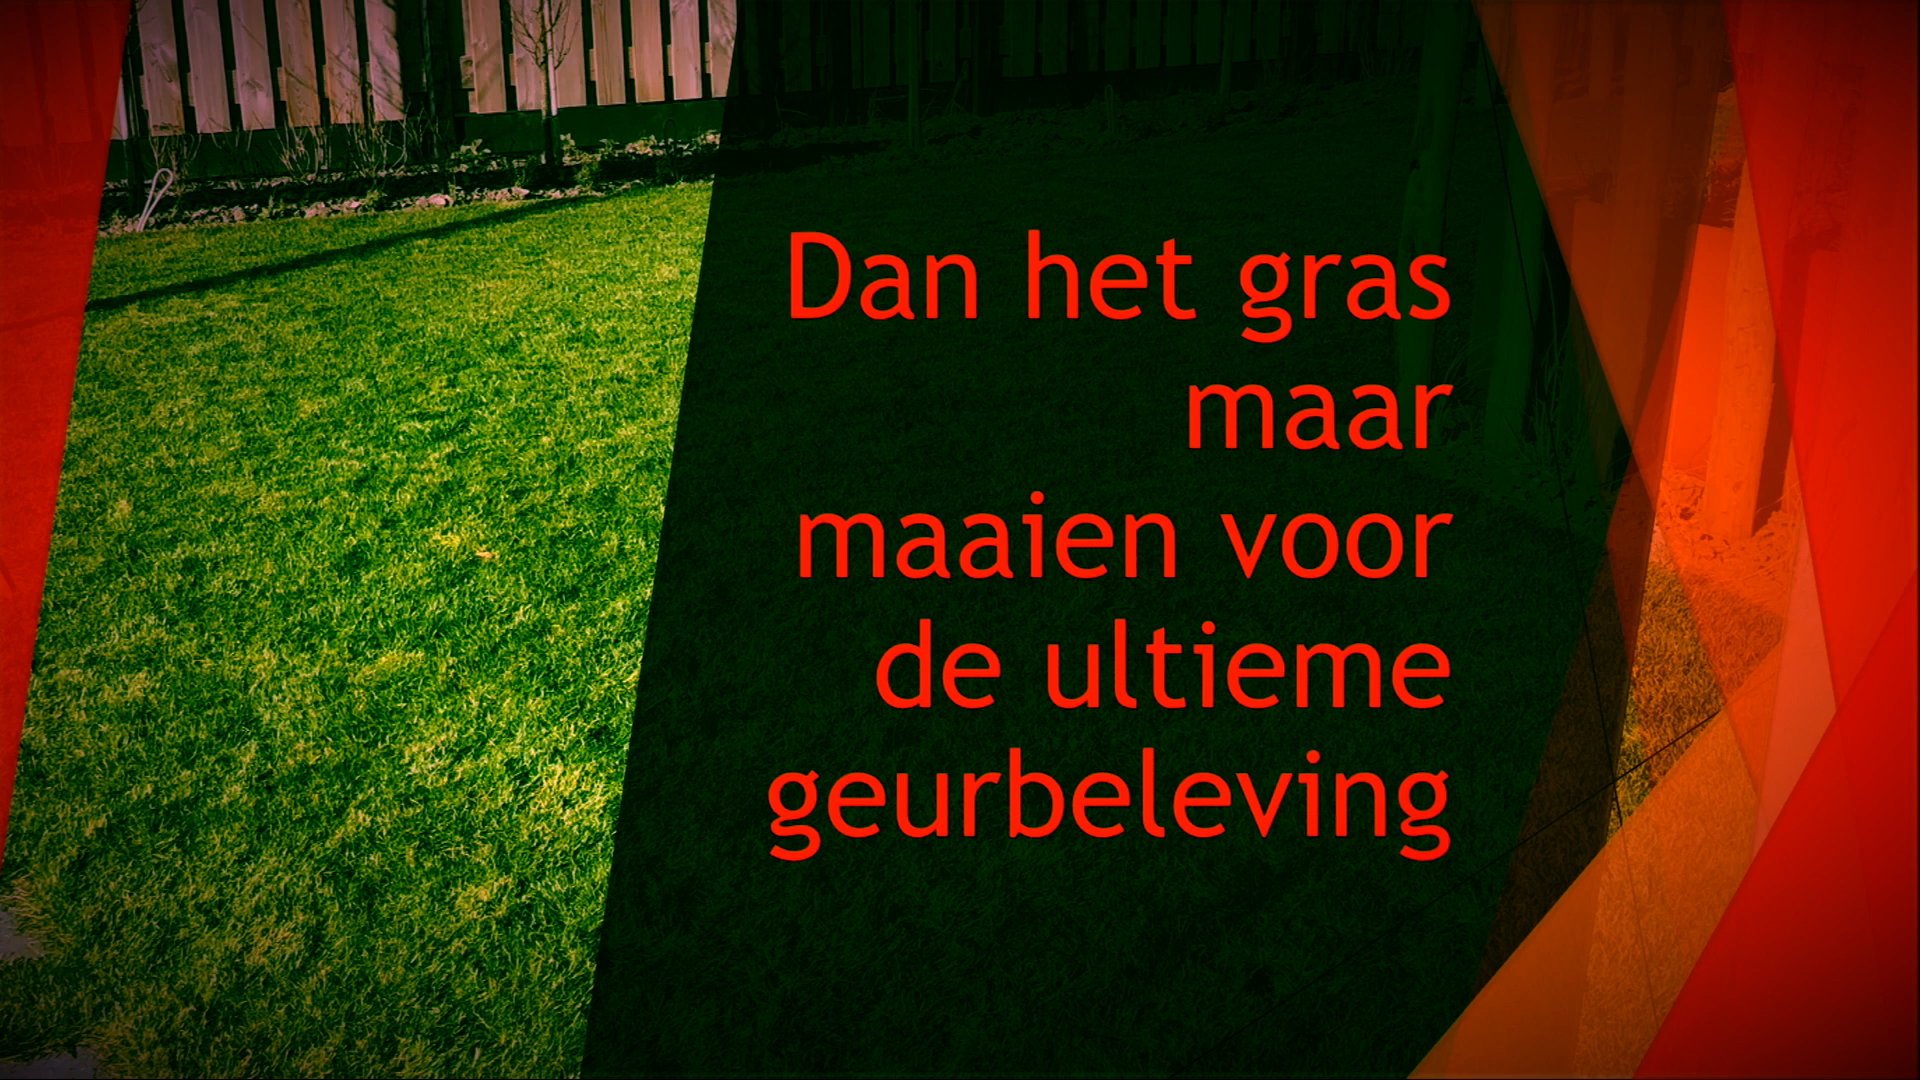 Dan het gras
maar
maaien voor
de ultieme
geurbeleving